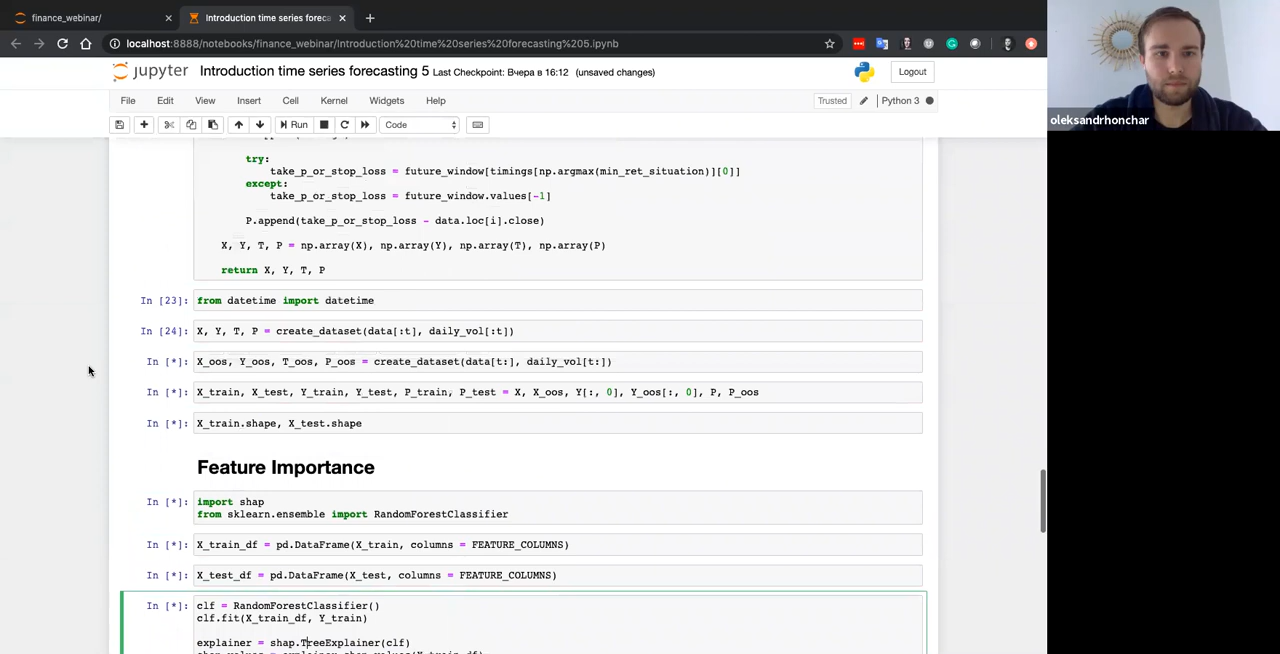 finance_webinar/
Introduction time series foreca
localhost:8888/notebooks/finance_webinar/Introduction%20time%20series%20forecasting%205.ipynb
oleksandrhonchar
jupyter Introduction time series forecasting 5 Last Checkpoint: Вчера в 16:12 (unsaved changes)
Logout
File Edit View Insert Cell Kernel Widgets Help
Trusted Python 3
Run Code
try:
take_p_or_stop_loss = future_window[timings[np.argmax(min_ret_situation)][0]]
except:
take_p_or_stop_loss = future_window.values[-1]
P.append(take_p_or_stop_loss - data.loc[i].close)
X, Y, T, P = np.array(X), np.array(Y), np.array(T), np.array(P)
return X, Y, T, P
In [23]: from datetime import datetime
In [24]: X, Y, T, P = create_dataset(data[:t], daily_vol[:t])
In [*]: X_oos, Y_oos, T_oos, P_oos = create_dataset(data[t:], daily_vol[t:])
In [*]: X_train, X_test, Y_train, Y_test, P_train, P_test = X, X_oos, Y[:, 0], Y_oos[:, 0], P, P_oos
In [*]: X_train.shape, X_test.shape
Feature Importance
In [*]: import shap
from sklearn.ensemble import RandomForestClassifier
In [*]: X_train_df = pd.DataFrame(X_train, columns = FEATURE_COLUMNS)
In [*]: X_test_df = pd.DataFrame(X_test, columns = FEATURE_COLUMNS)
In [*]: clf = RandomForestClassifier()
clf.fit(X_train_df, Y_train)
explainer = shap.TreeExplainer(clf)